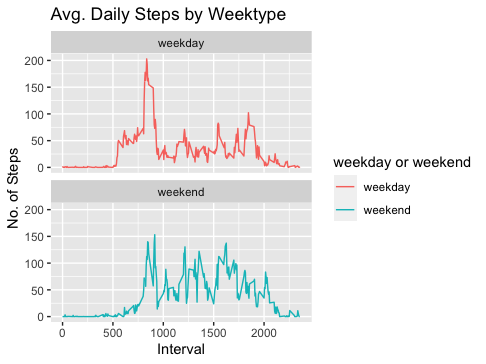 Avg. Daily Steps by Weektype
weekday
200
150
100
50
0
weekend
200
150
100
50
0
0 500 1000 1500 2000
Interval
No. of Steps
weekday or weekend
weekday
weekend